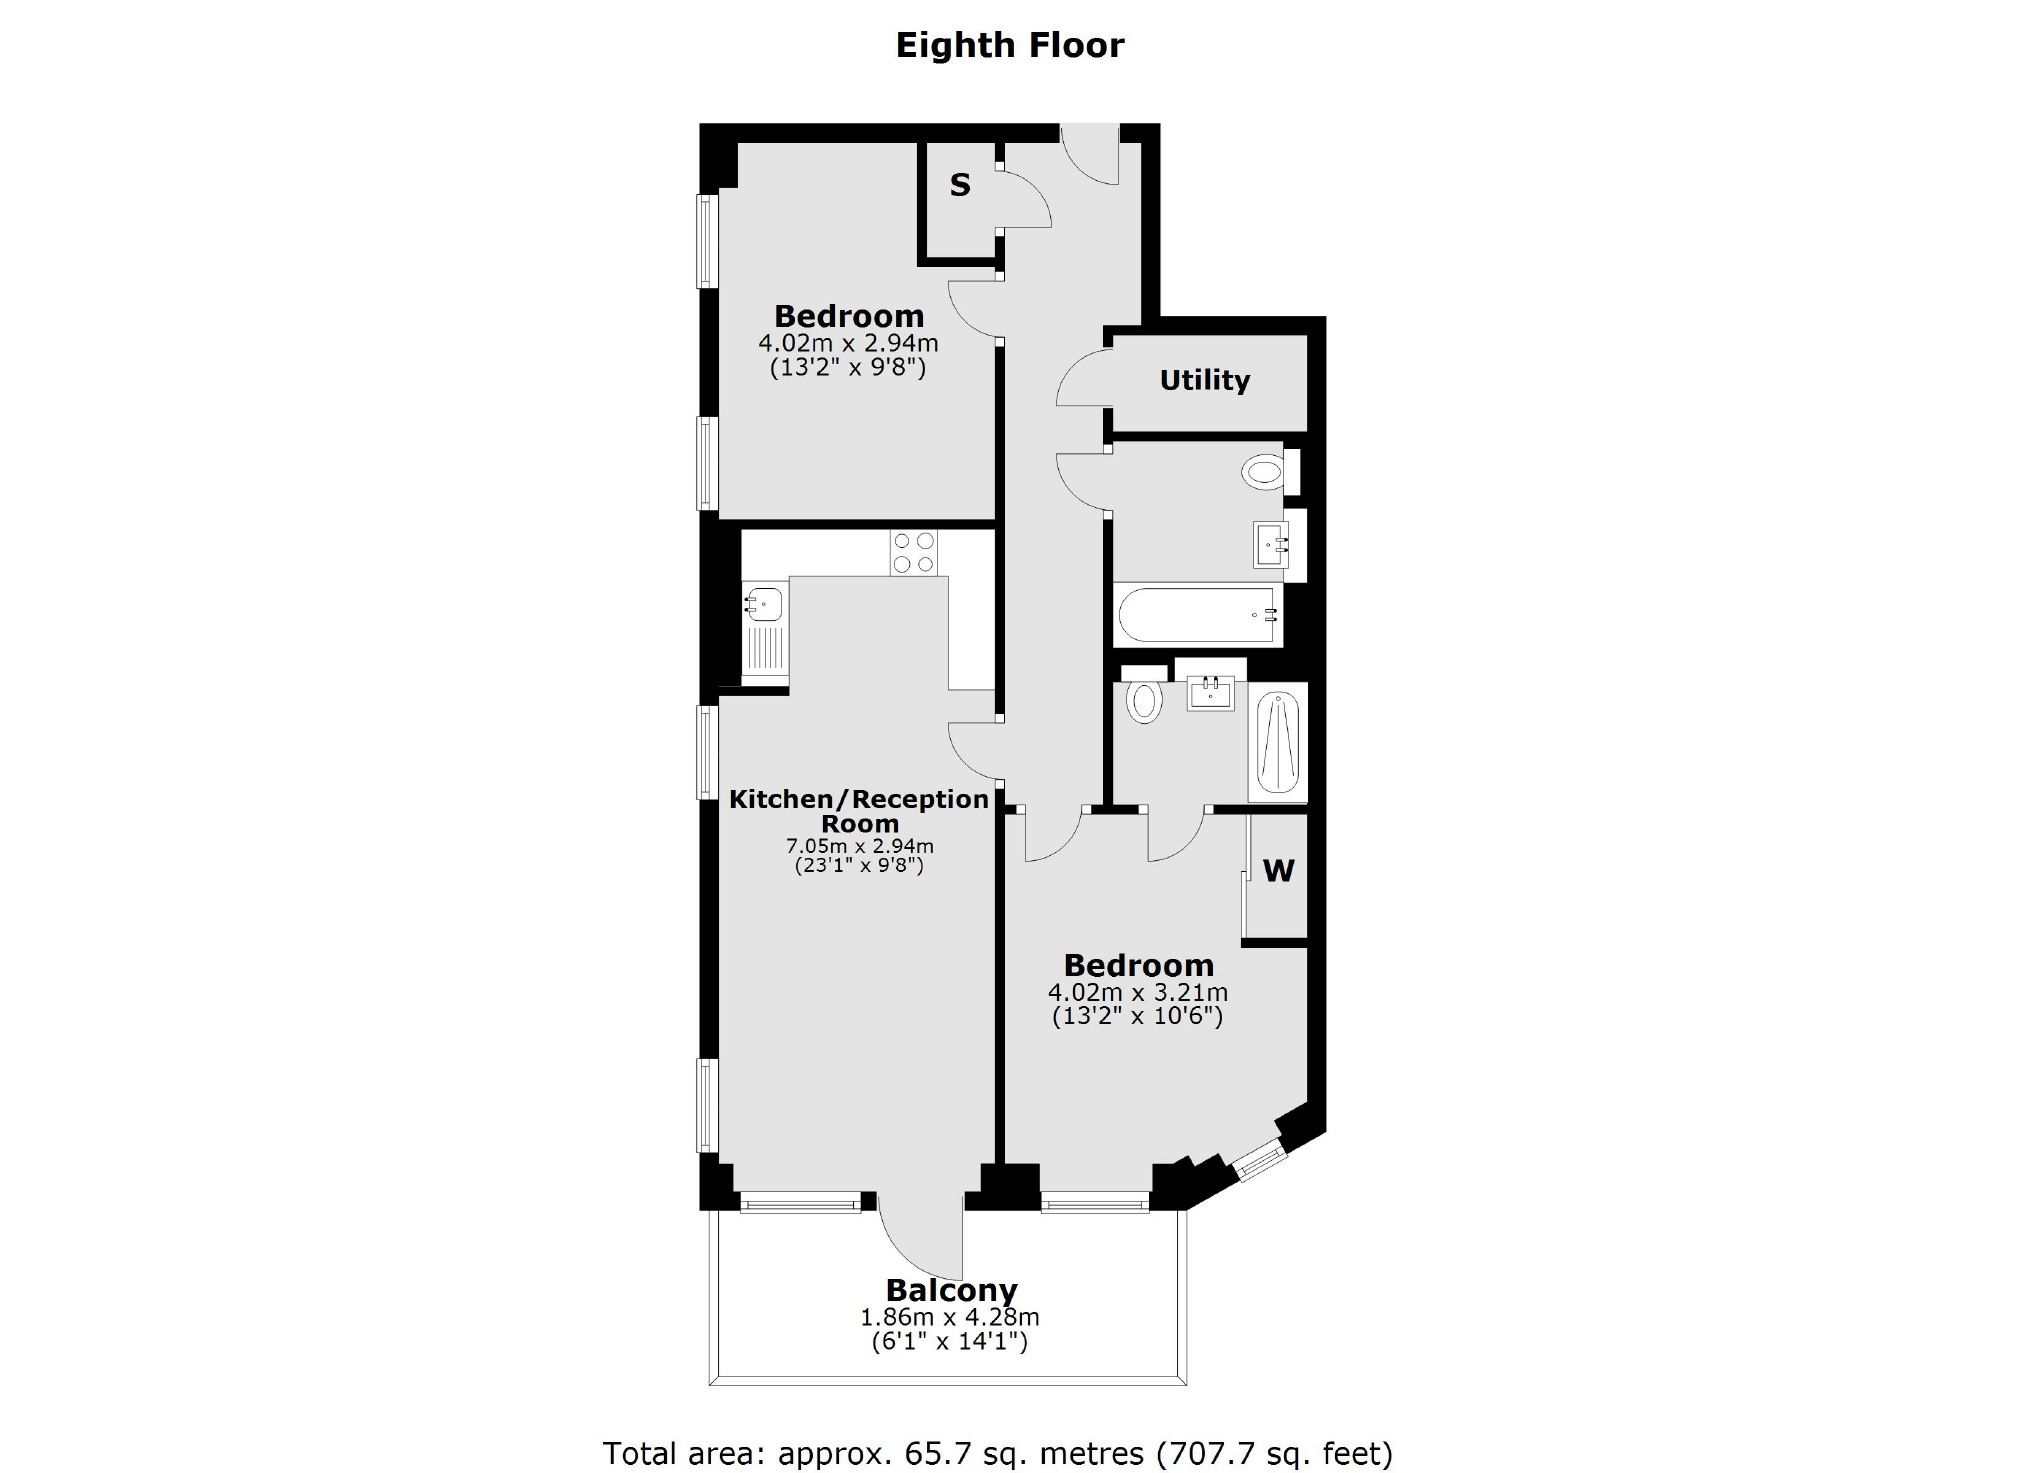 Eighth Floor
S
Bedroom
4.02m x 2.94m
(13'2" x 9'8")
Utility
Kitchen/Reception
Room
7.05m x 2.94m
(23'1" x 9'8")
W
Bedroom
4.02m x 3.21m
(13'2" x 10'6")
Balcony
1.86m x 4.28m
(6'1" x 14'1")
Total area: approx. 65.7 sq. metres (707.7 sq. feet)